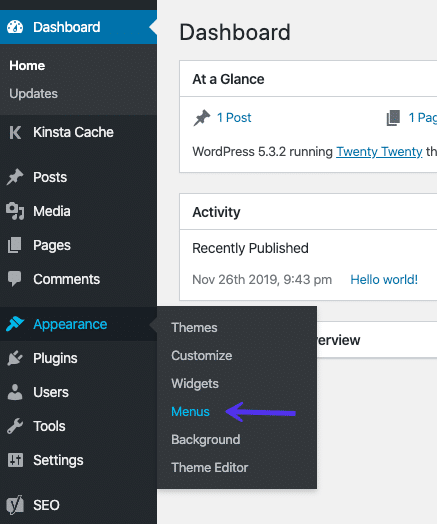 Dashboard
Home
Updates
Kinsta Cache
Posts
Media
Pages
Comments
Appearance
Plugins
Users
Tools
Settings
SEO
Themes
Customize
Widgets
Menus
Background
Theme Editor
Dashboard
At a Glance
1 Post
1 Pag
WordPress 5.3.2 running Twenty Twenty th
Activity
Recently Published
Nov 26th 2019, 9:43 pm Hello world!
erview